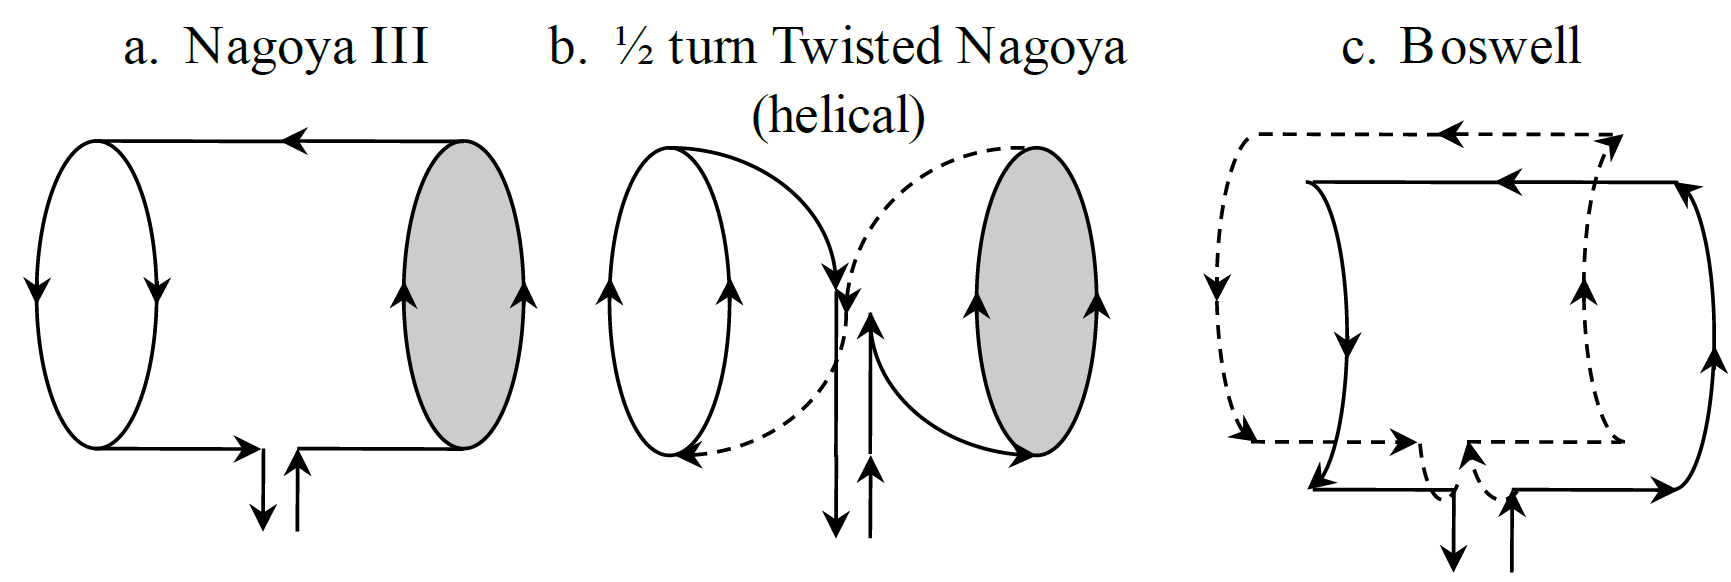 a. Nagoya III
b. ½ turn Twisted Nagoya
(helical)
c. Boswell